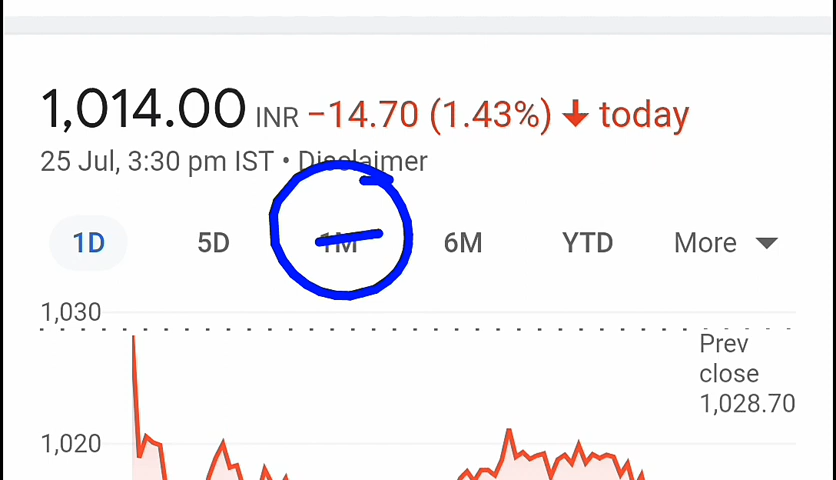 1,014.00 INR −14.70 (1.43%) ↓ today
25 Jul, 3:30 pm IST • Disclaimer
1D 5D 1M 6M YTD More
1,030
Prev
close
1,028.70
1,020